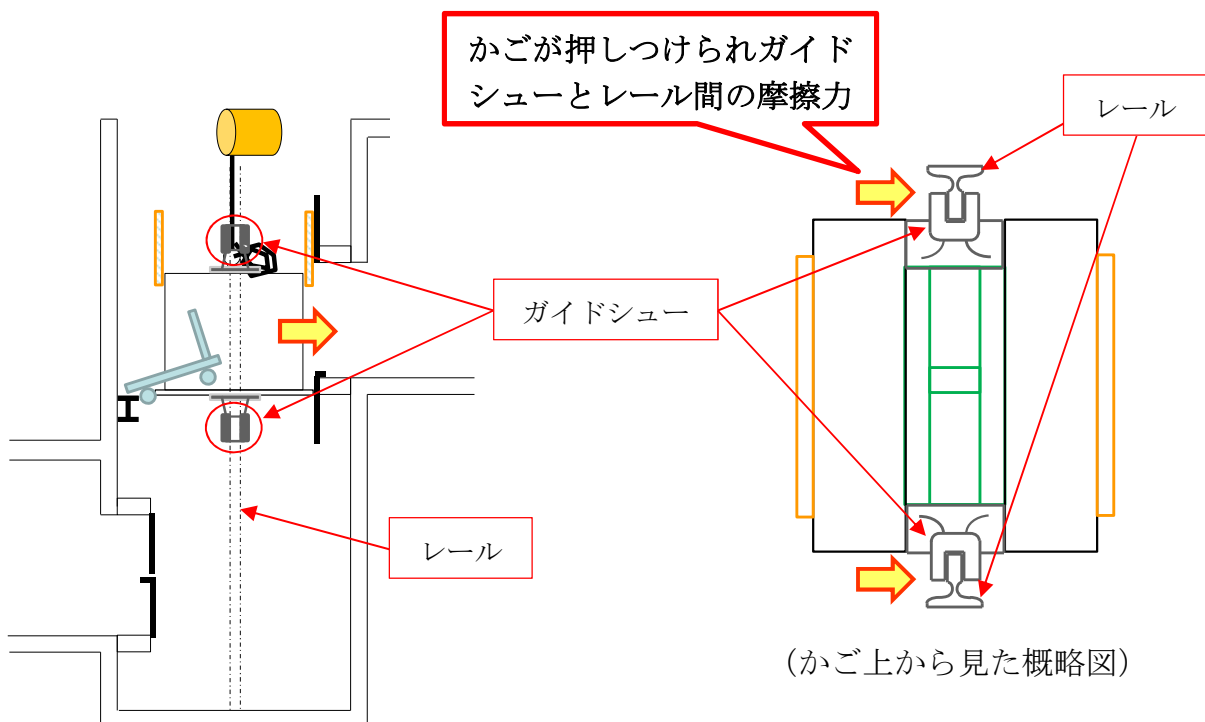 かごが押しつけられガイド
シューとレール間の摩擦力
レール
ガイドシュー
レール
(かご上から見た概略図)